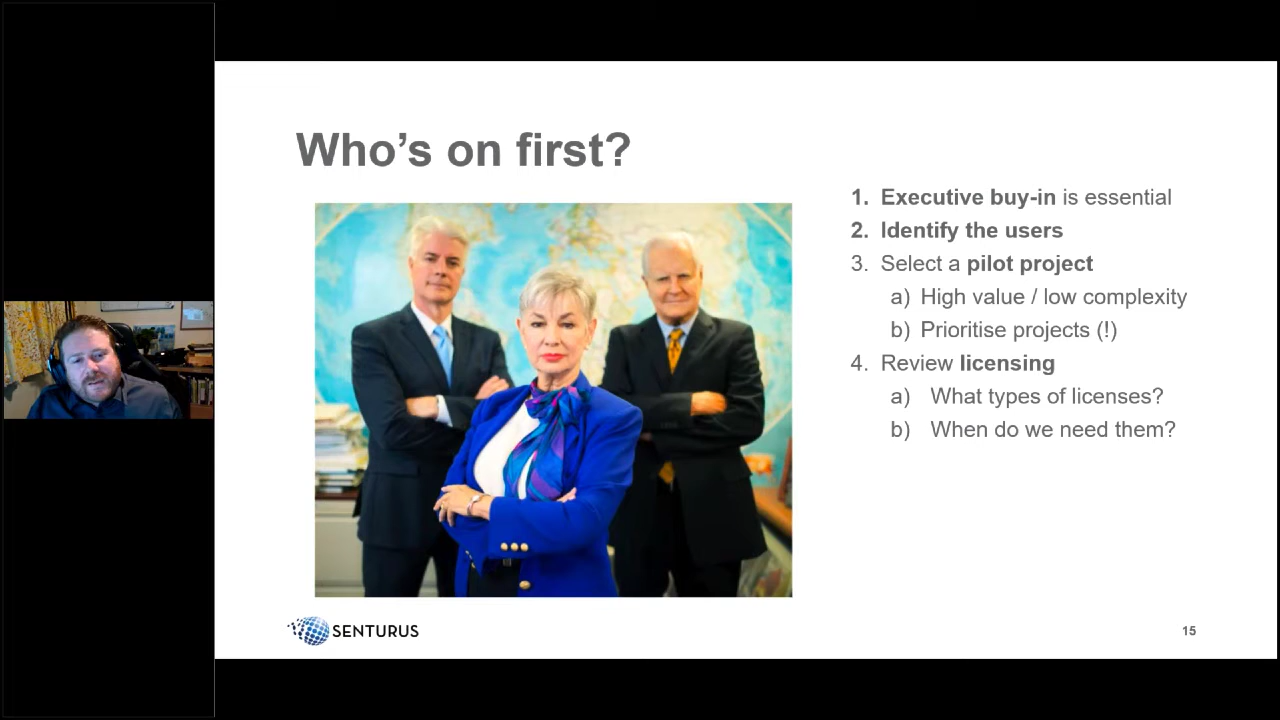 Who's on first?
1. Executive buy-in is essential
2. Identify the users
3. Select a pilot project
a) High value / low complexity
b) Prioritise projects (!)
4. Review licensing
a) What types of licenses?
b) When do we need them?
SENTURUS
15